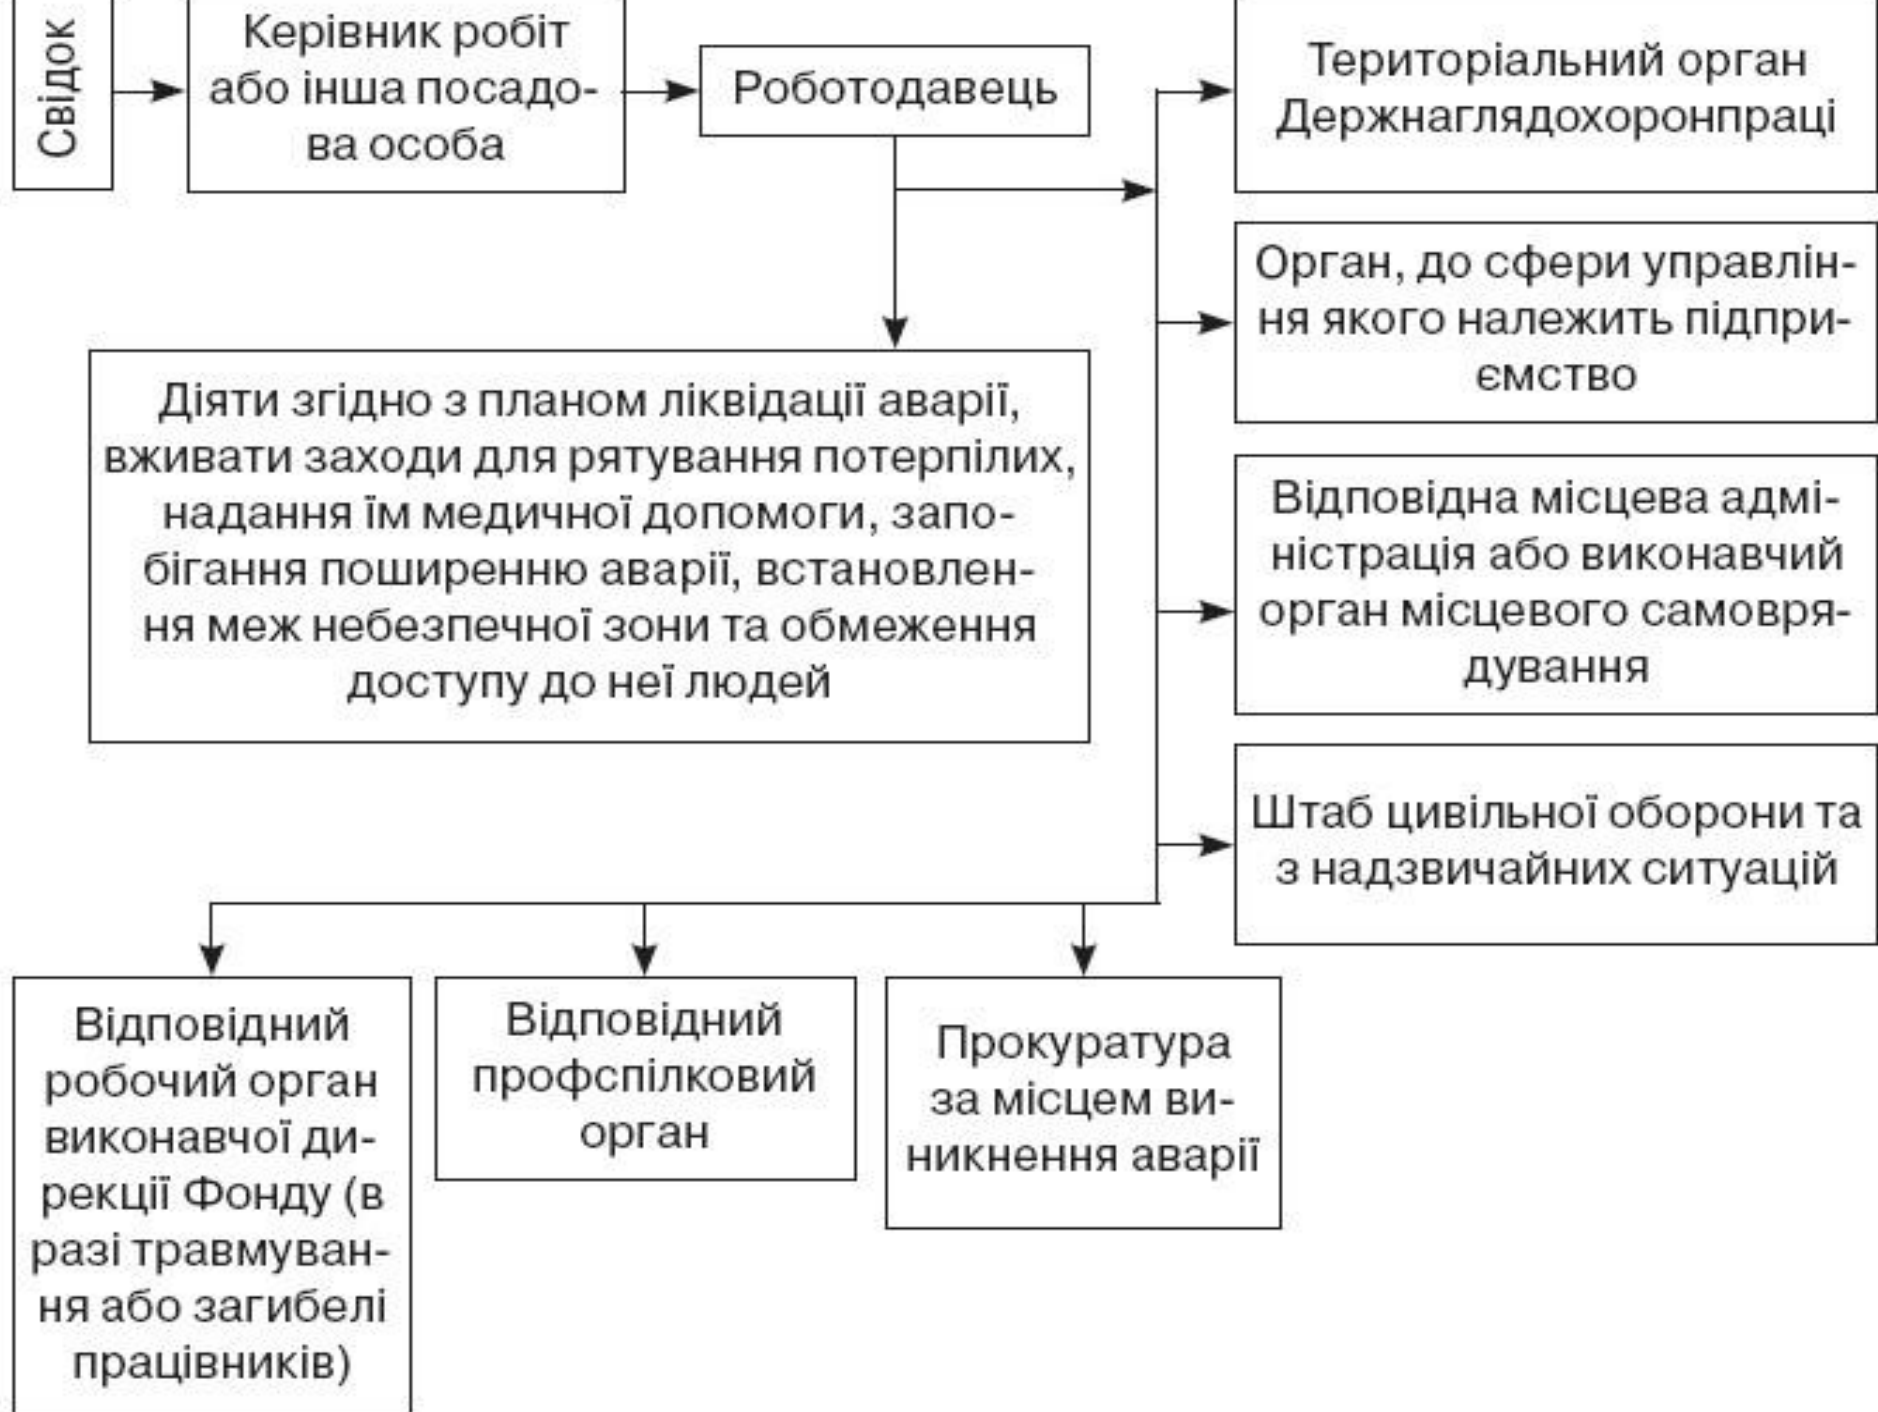 Свідок
Керівник робіт
або інша посадо-
ва особа
Роботодавець
Територіальний орган
Держнаглядохоронпраці
Орган, до сфери управлін-
ня якого належить підпри-
ємство
Діяти згідно з планом ліквідації аварії,
вживати заходи для рятування потерпілих,
надання їм медичної допомоги, запо-
бігання поширенню аварії, встановлен-
ня меж небезпечної зони та обмеження
доступу до неї людей
Відповідна місцева адмі-
ністрація або виконавчий
орган місцевого самовря-
дування
Штаб цивільної оборони та
з надзвичайних ситуацій
Відповідний
робочий орган
виконавчої ди-
рекції Фонду (в
разі травмуван-
ня або загибелі
працівників)
Відповідний
профспілковий
орган
Прокуратура
за місцем ви-
никнення аварії